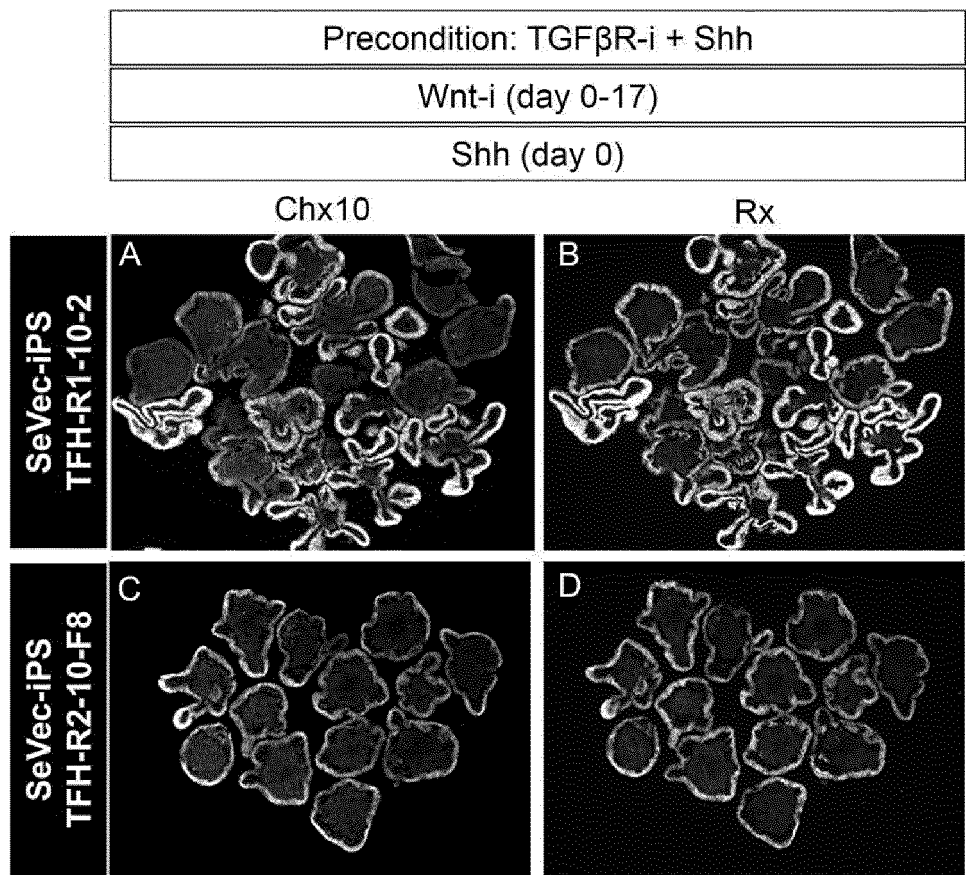 Precondition: TGFβR-i + Shh
Wnt-i (day 0-17)
Shh (day 0)
Chx10 Rx
SeVec-iPS
TFH-R1-10-2
A B
SeVec-iPS
TFH-R2-10-F8
C D